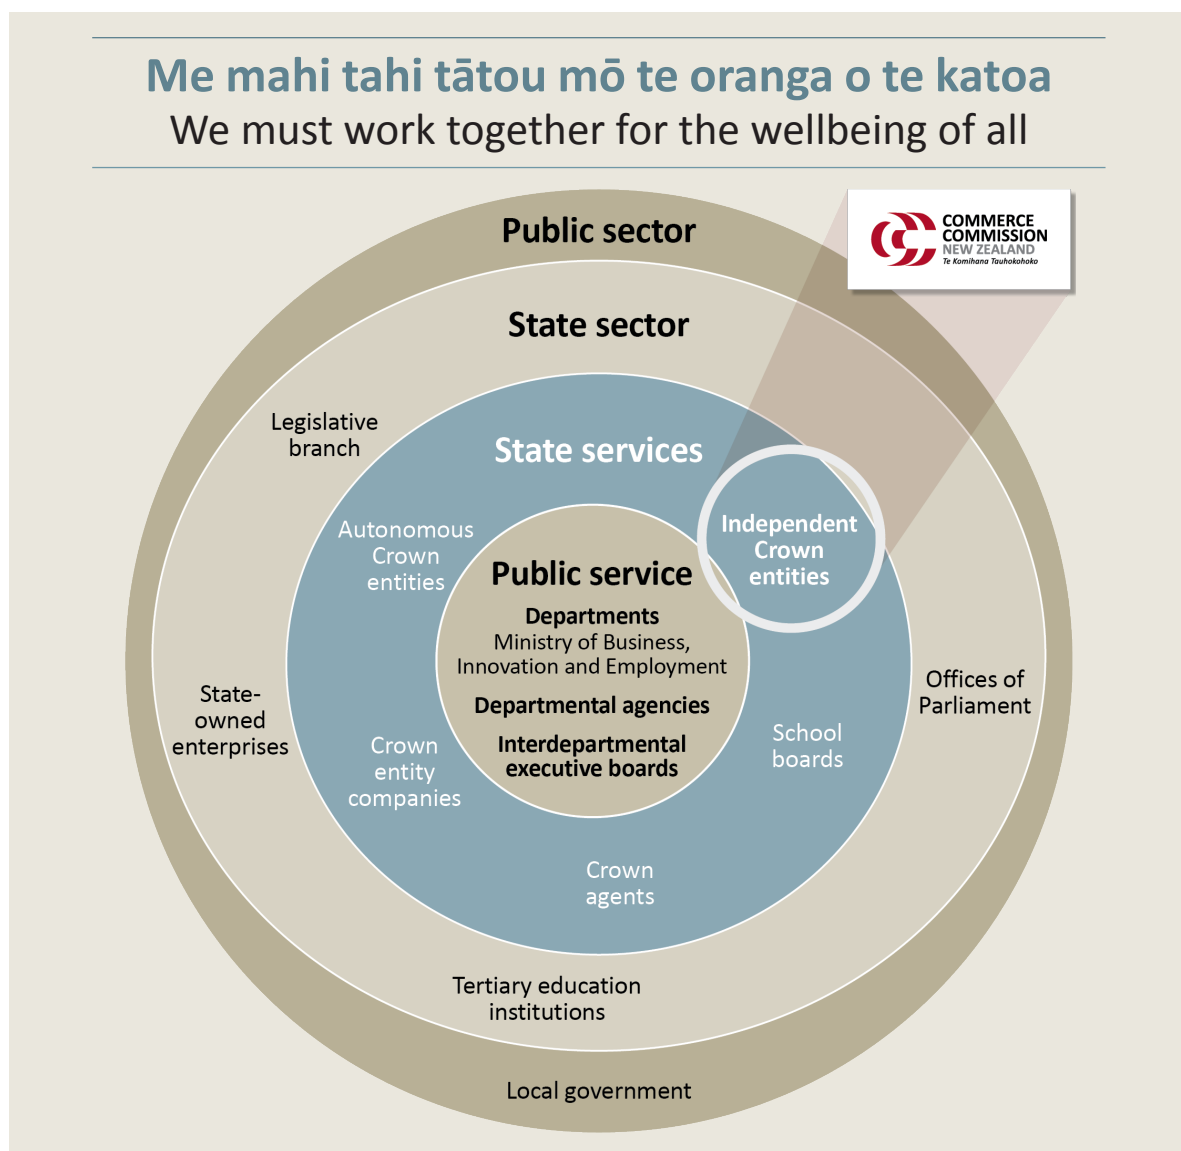 Me mahi tahi tātou mō te oranga o te katoa
We must work together for the wellbeing of all
COMMERCE
COMMISSION
NEW ZEALAND
Te Komihana Tauhokohoko
Public sector
State sector
Legislative
branch
State services
Autonomous
Crown
entities
Independent
Crown
entities
Public service
Departments
Ministry of Business,
Innovation and Employment
Departmental agencies
Interdepartmental
executive boards
State-
owned
enterprises
Crown
entity
companies
School
boards
Offices of
Parliament
Crown
agents
Tertiary education
institutions
Local government